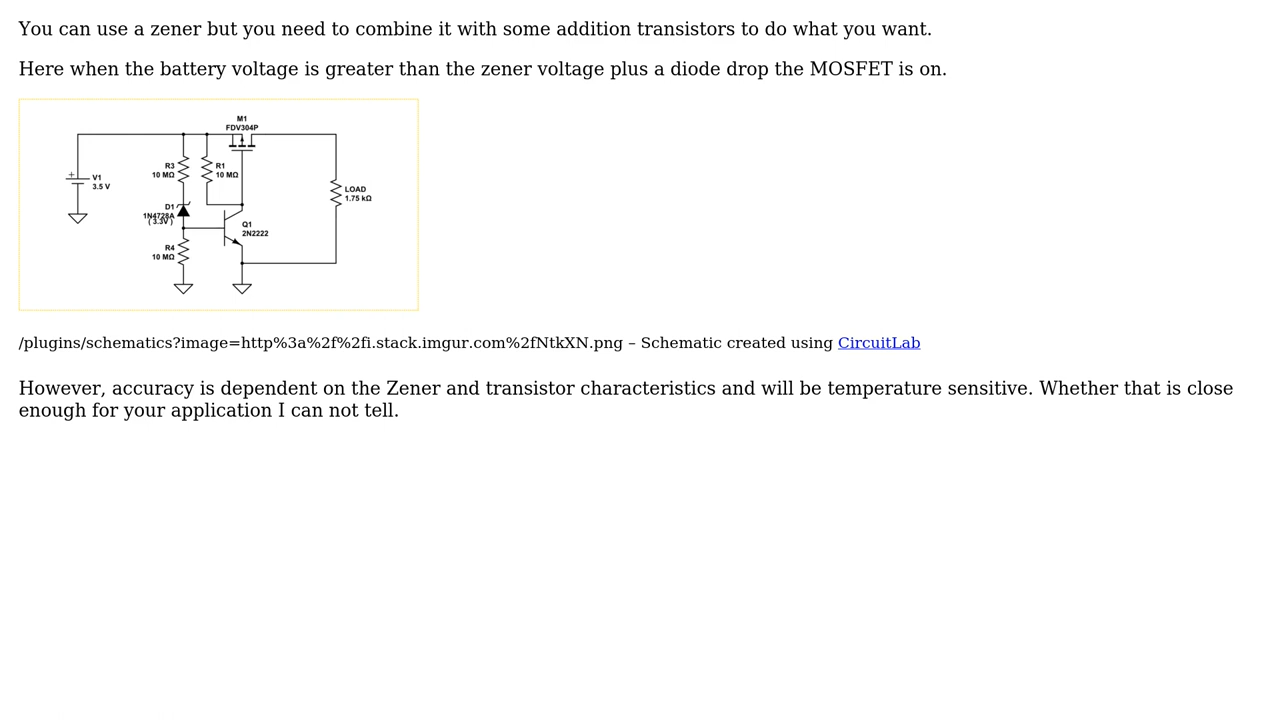 You can use a zener but you need to combine it with some addition transistors to do what you want.
Here when the battery voltage is greater than the zener voltage plus a diode drop the MOSFET is on.
M1
FDV304P
R3
10 MΩ
R1
10 MΩ
+
V1
3.5 V
LOAD
1.75 kΩ
D1
1N4728A
(3.3V)
Q1
2N2222
R4
10 MΩ
/plugins/schematics?image=http%3a%2f%2fi.stack.imgur.com%2fNtkXN.png – Schematic created using CircuitLab
However, accuracy is dependent on the Zener and transistor characteristics and will be temperature sensitive. Whether that is close
enough for your application I can not tell.